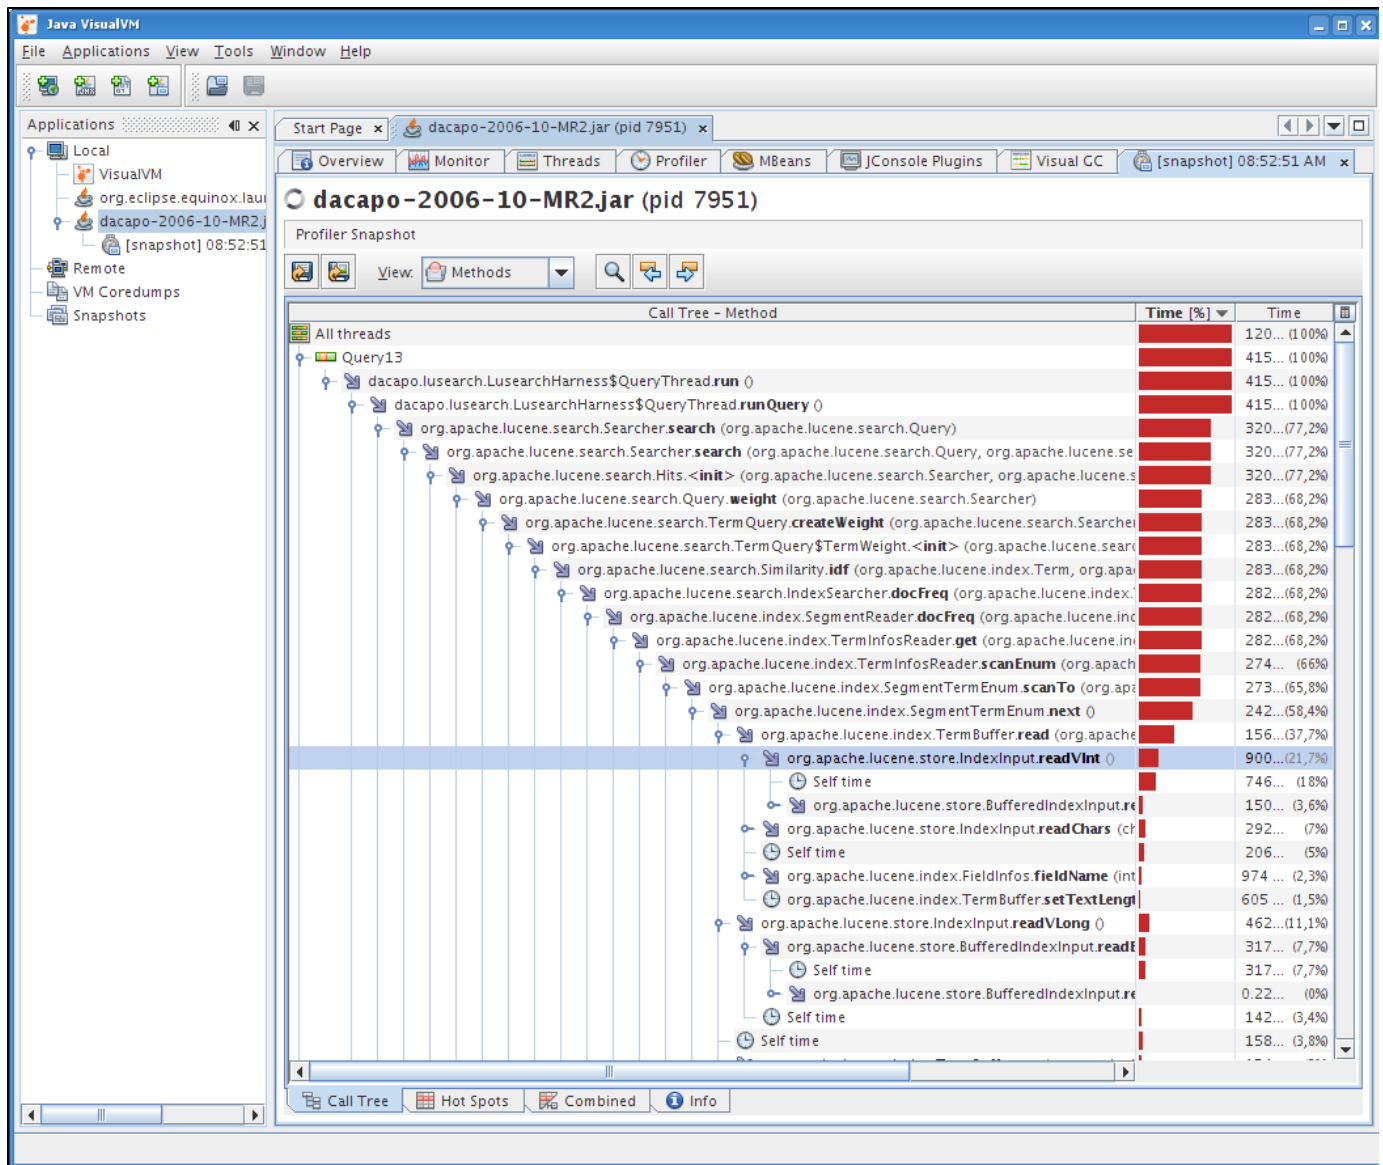 Java VisualVM
File Applications View Tools Window Help
Applications
Local
VisualVM
org.eclipse.equinox.lau
dacapo-2006-10-MR2.j
[snapshot] 08:52:51
Remote
VM Coredumps
Snapshots
Start Page dacapo-2006-10-MR2.jar (pid 7951)
Overview Monitor Threads Profiler MBeans JConsole Plugins Visual GC [snapshot] 08:52:51 AM
dacapo-2006-10-MR2.jar (pid 7951)
Profiler Snapshot
View: Methods
Call Tree - Method Time [%] Time
All threads 120... (100%)
Query13 415... (100%)
dacapo.lusearch.LusearchHarness$QueryThread.run () 415... (100%)
dacapo.lusearch.LusearchHarness$QueryThread.runQuery () 415... (100%)
org.apache.lucene.search.Searcher.search (org.apache.lucene.search.Query) 320...(77,2%)
org.apache.lucene.search.Searcher.search (org.apache.lucene.search.Query, org.apache.lucene.se 320...(77,2%)
org.apache.lucene.search.Hits.<init> (org.apache.lucene.search.Searcher, org.apache.lucene.s 320...(77,2%)
org.apache.lucene.search.Query.weight (org.apache.lucene.search.Searcher) 283...(68,2%)
org.apache.lucene.search.TermQuery.createWeight (org.apache.lucene.search.Searcher 283...(68,2%)
org.apache.lucene.search.TermQuery$TermWeight.<init> (org.apache.lucene.searc 283...(68,2%)
org.apache.lucene.search.Similarity.idf (org.apache.lucene.index.Term, org.apa 283...(68,2%)
org.apache.lucene.search.IndexSearcher.docFreq (org.apache.lucene.index. 282...(68,2%)
org.apache.lucene.index.SegmentReader.docFreq (org.apache.lucene.ind 282...(68,2%)
org.apache.lucene.index.TermInfosReader.get (org.apache.lucene.in 282...(68,2%)
org.apache.lucene.index.TermInfosReader.scanEnum (org.apach 274... (66%)
org.apache.lucene.index.SegmentTermEnum.scanTo (org.apa 273...(65,8%)
org.apache.lucene.index.SegmentTermEnum.next () 242...(58,4%)
org.apache.lucene.index.TermBuffer.read (org.apache 156...(37,7%)
org.apache.lucene.store.IndexInput.readVInt () 900...(21,7%)
Self time 746... (18%)
org.apache.lucene.store.BufferedIndexInput.re 150... (3,6%)
org.apache.lucene.store.IndexInput.readChars (ch 292... (7%)
Self time 206... (5%)
org.apache.lucene.index.FieldInfos.fieldName (int 974 ... (2,3%)
org.apache.lucene.index.TermBuffer.setTextLengt 605 ... (1,5%)
org.apache.lucene.store.IndexInput.readVLong () 462...(11,1%)
org.apache.lucene.store.BufferedIndexInput.readE 317... (7,7%)
Self time 317... (7,7%)
org.apache.lucene.store.BufferedIndexInput.re 0.22... (0%)
Self time 142... (3,4%)
Self time 158... (3,8%)
Call Tree Hot Spots Combined Info